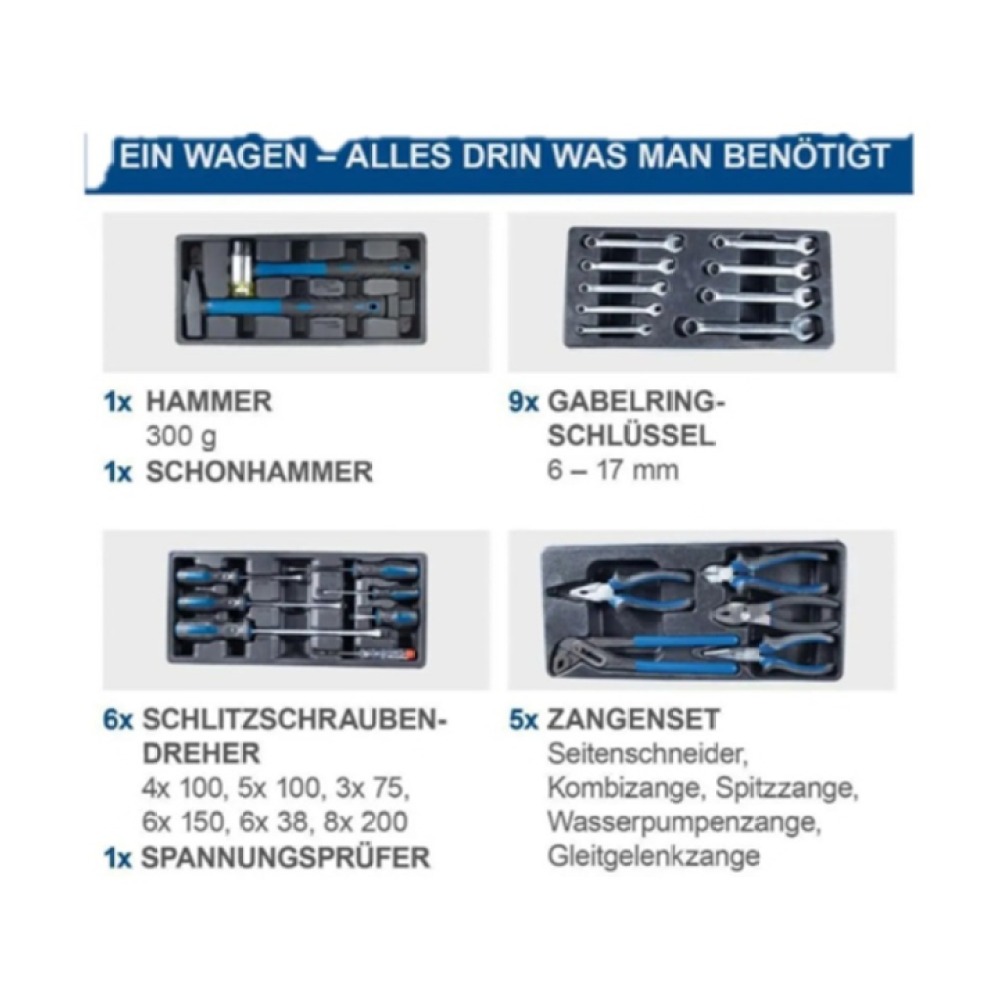 EIN WAGEN – ALLES DRIN WAS MAN BENÖTIGT
1x HAMMER
300 g
1x SCHONHAMMER
9x GABELRING-
SCHLÜSSEL
6 – 17 mm
6x SCHLITZSCHRAUBEN-
DREHER
4x 100, 5x 100, 3x 75,
6x 150, 6x 38, 8x 200
1x SPANNUNGSPRÜFER
5x ZANGENSET
Seitenschneider,
Kombizange, Spitzzange,
Wasserpumpenzange,
Gleitgelenkzange